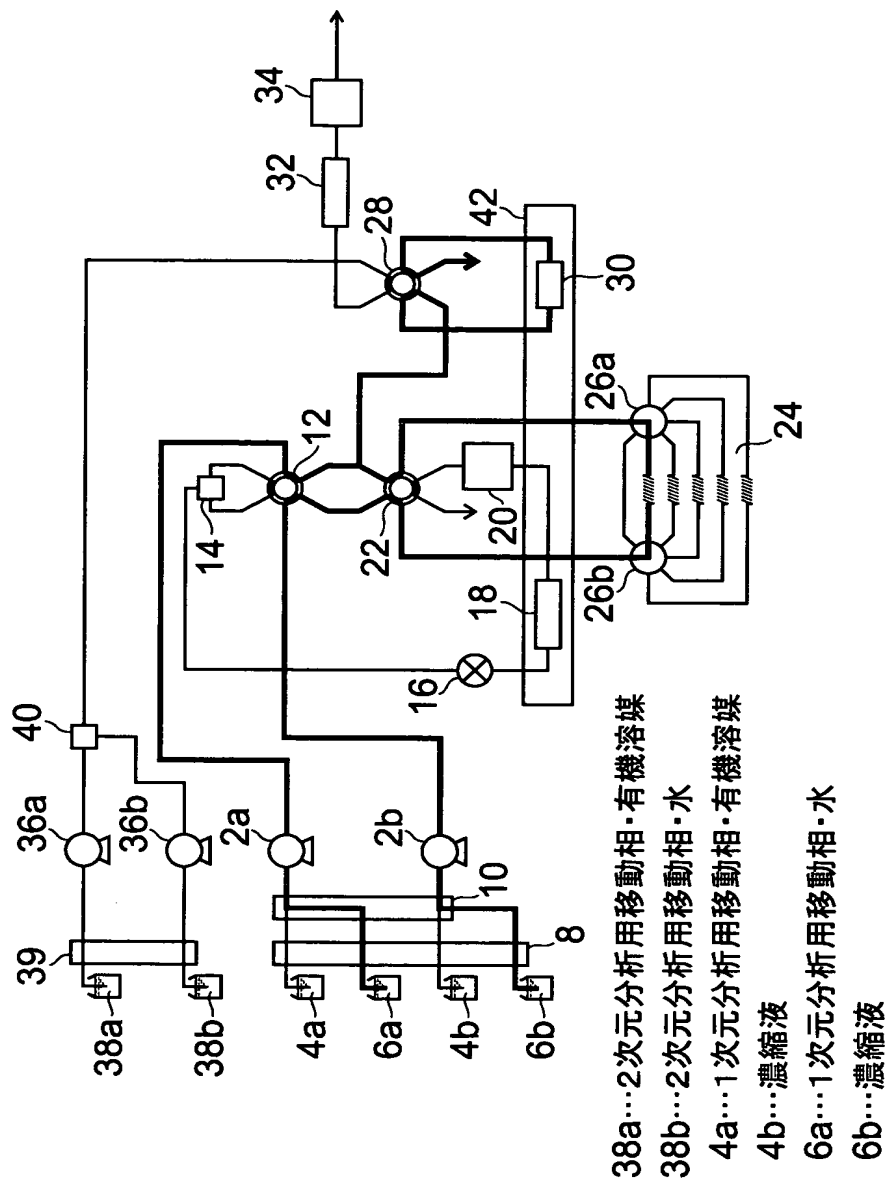 39
36a
40
38a
36b
38b
14
2a
34
32
4a
12
6a
22
28
2b
16
4b
10
18
20
42
6b
8
26b
26a
30
24
38a…2次元分析用移動相・有機溶媒
38b…2次元分析用移動相・水
4a…1次元分析用移動相・有機溶媒
4b…濃縮液
6a…1次元分析用移動相・水
6b…濃縮液